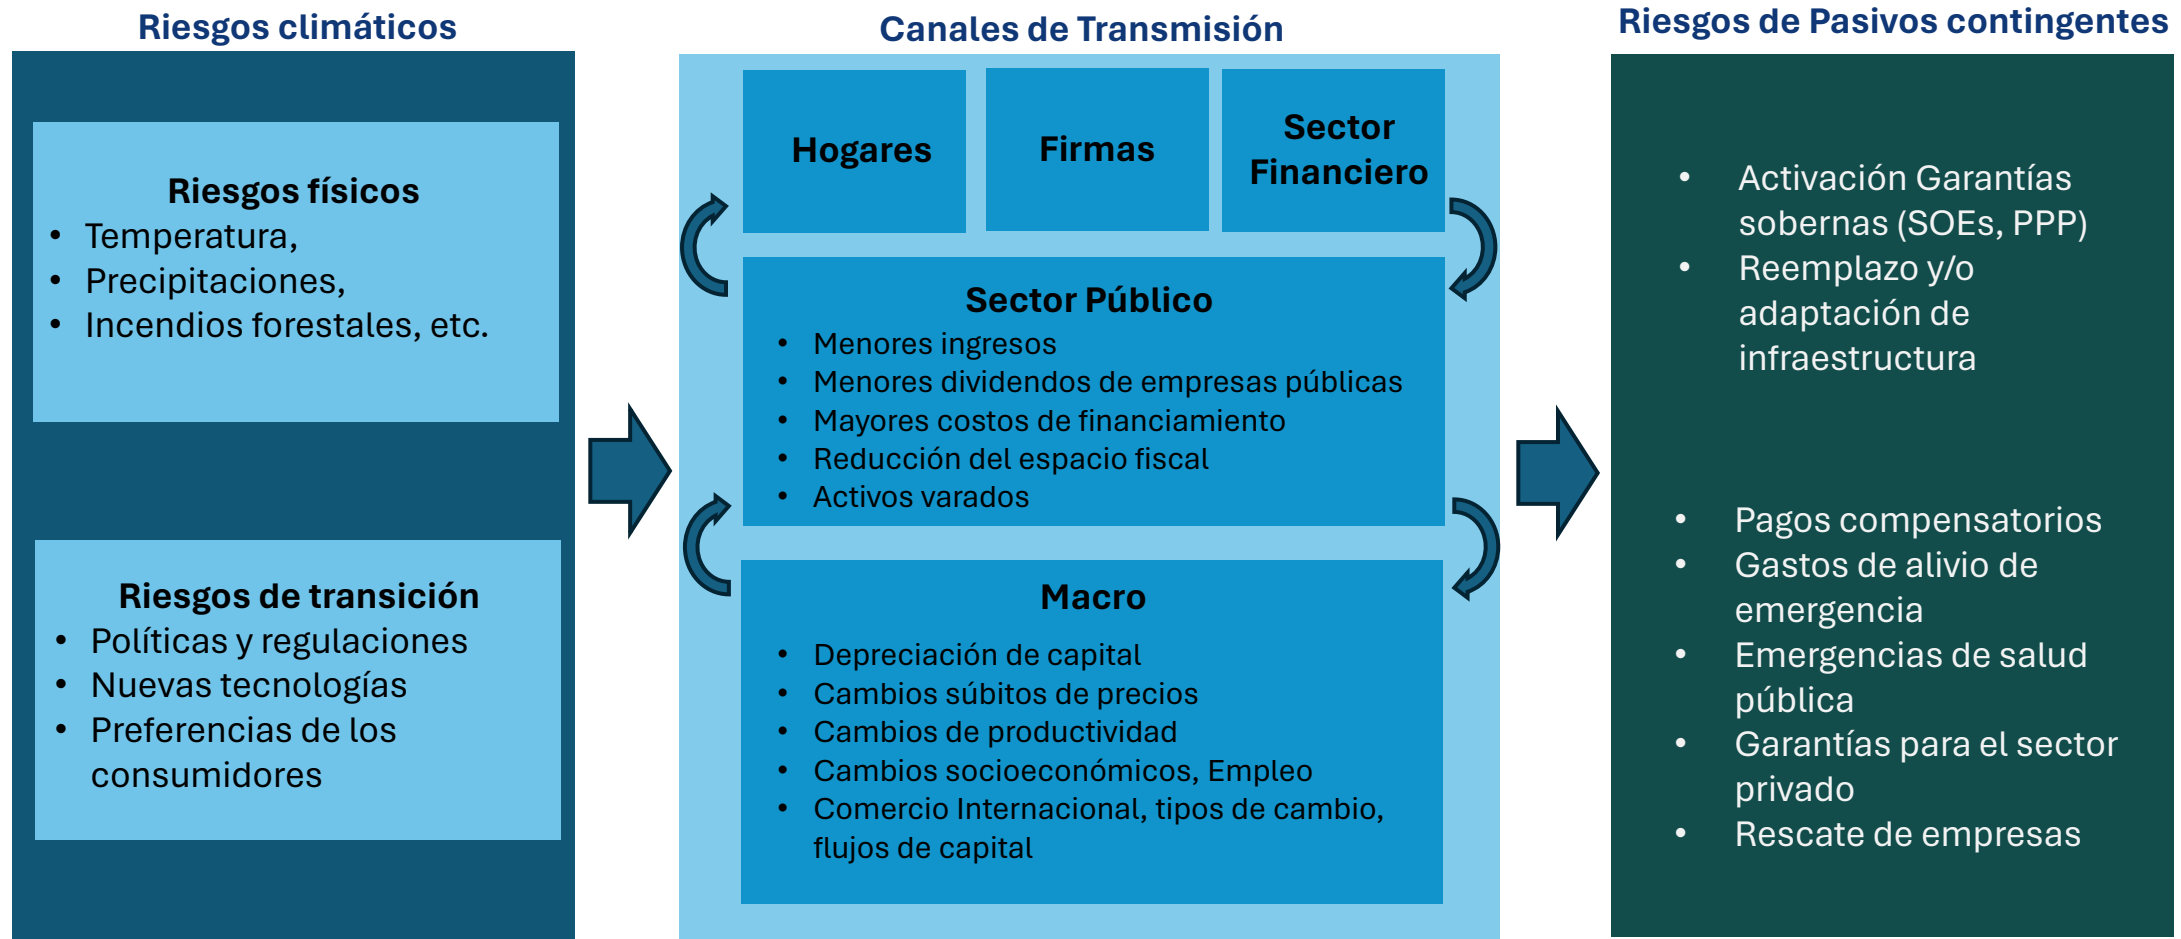 Riesgos climáticos
Riesgos físicos
• Temperatura,
• Precipitaciones,
• Incendios forestales, etc.
Riesgos de transición
• Políticas y regulaciones
• Nuevas tecnologías
• Preferencias de los
consumidores
Canales de Transmisión
Hogares
Firmas
Sector
Financiero
Sector Público
• Menores ingresos
• Menores dividendos de empresas públicas
• Mayores costos de financiamiento
• Reducción del espacio fiscal
• Activos varados
Macro
• Depreciación de capital
• Cambios súbitos de precios
• Cambios de productividad
• Cambios socioeconómicos, Empleo
• Comercio Internacional, tipos de cambio,
flujos de capital
Riesgos de Pasivos contingentes
• Activación Garantías
sobernas (SOEs, PPP)
• Reemplazo y/o
adaptación de
infraestructura
• Pagos compensatorios
• Gastos de alivio de
emergencia
• Emergencias de salud
pública
• Garantías para el sector
privado
• Rescate de empresas